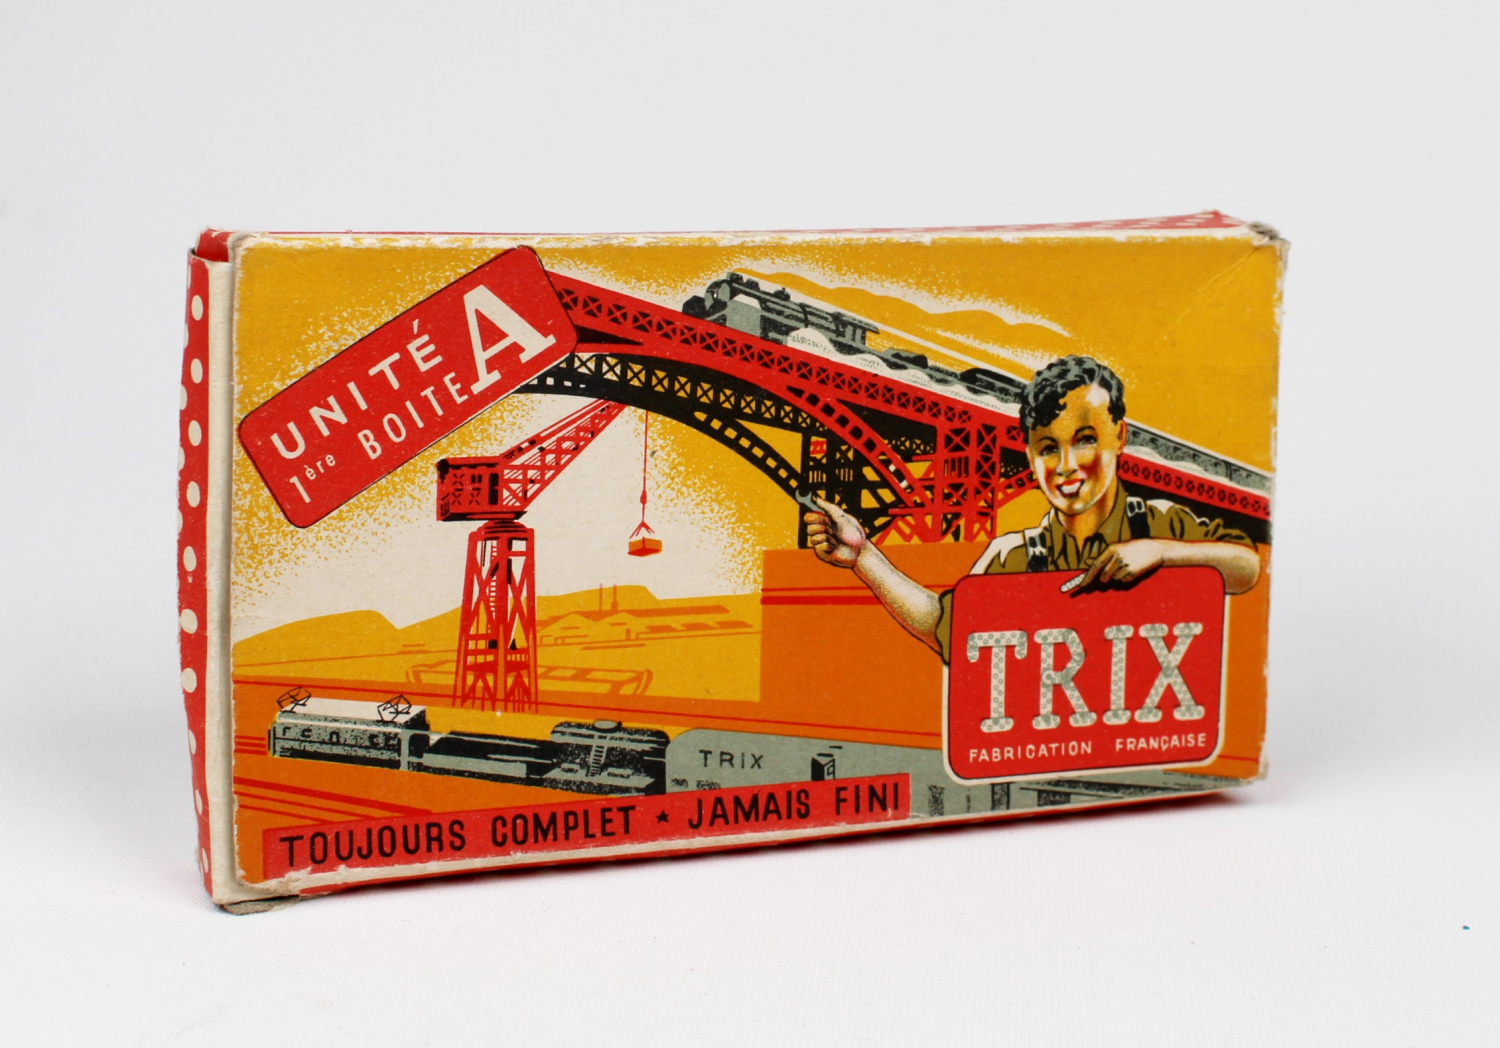 UNITÉ A
1ère BOITE
TRIX
FABRICATION FRANÇAISE
TRIX
TOUJOURS COMPLET ★ JAMAIS FINI